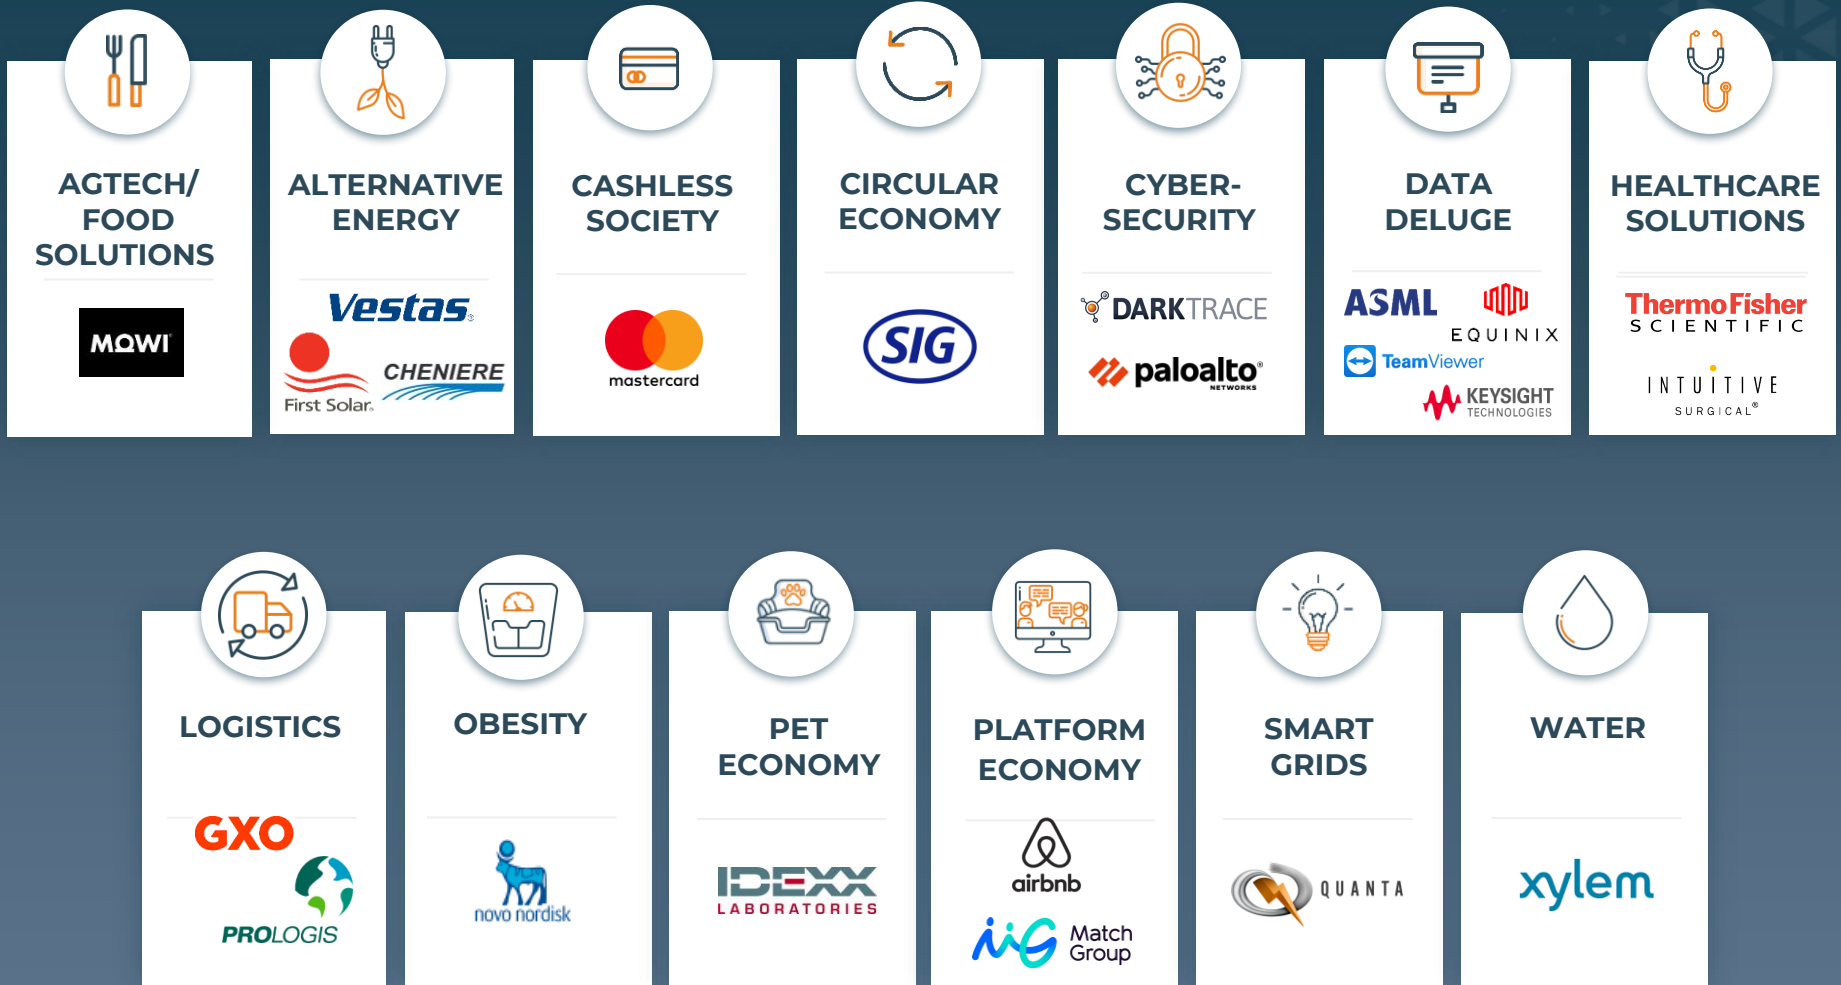 AGTECH/
FOOD
SOLUTIONS
MOWI
ALTERNATIVE
ENERGY
Vestas
First Solar
CHENIERE
CASHLESS
SOCIETY
mastercard
CIRCULAR
ECONOMY
SIG
CYBER-
SECURITY
DARKTRACE
paloalto
NETWORKS
DATA
DELUGE
ASML
EQUINIX
TeamViewer
KEYSIGHT
TECHNOLOGIES
HEALTHCARE
SOLUTIONS
ThermoFisher
SCIENTIFIC
INTUITIVE
SURGICAL®
LOGISTICS
GXO
PROLOGIS
OBESITY
novo nordisk
PET
ECONOMY
IDEXX
LABORATORIES
PLATFORM
ECONOMY
airbnb
Match
Group
SMART
GRIDS
QUANTA
WATER
xylem